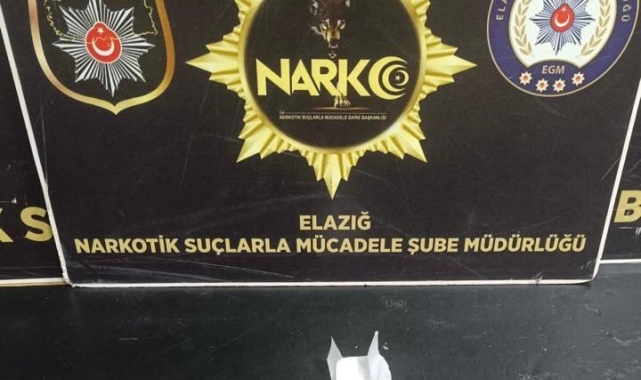 NARKO
NARKOTİK SUÇLARLA MÜCADELE DAİRE BAŞKANLIĞI
EGM
ELAZIĞ
NARKOTİK SUÇLARLA MÜCADELE ŞUBE MÜDÜRLÜĞÜ
K S
B